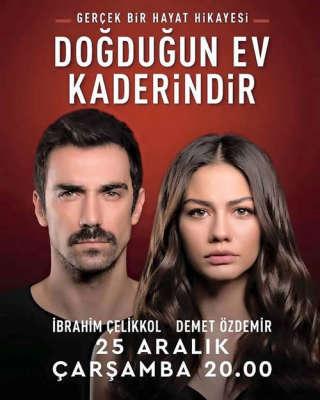 GERÇEK BİR HAYAT HİKAYESİ
DOĞDUĞUN EV
KADERİNDİR
İBRAHİM ÇELİKKOL DEMET ÖZDEMİR
25 ARALIK
ÇARŞAMBA 20.00